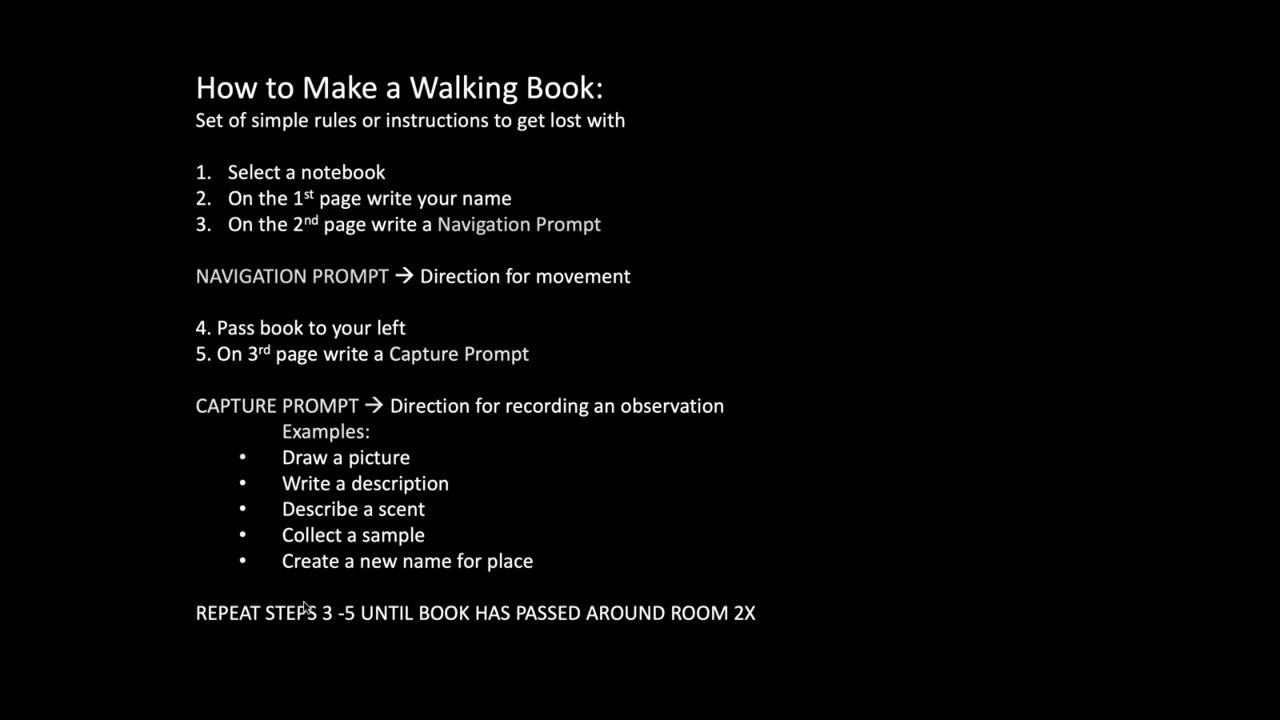 How to Make a Walking Book:
Set of simple rules or instructions to get lost with
1. Select a notebook
2. On the 1st page write your name
3. On the 2nd page write a Navigation Prompt
NAVIGATION PROMPT → Direction for movement
4. Pass book to your left
5. On 3rd page write a Capture Prompt
CAPTURE PROMPT → Direction for recording an observation
Examples:
• Draw a picture
• Write a description
• Describe a scent
• Collect a sample
• Create a new name for place
REPEAT STEPS 3 -5 UNTIL BOOK HAS PASSED AROUND ROOM 2X